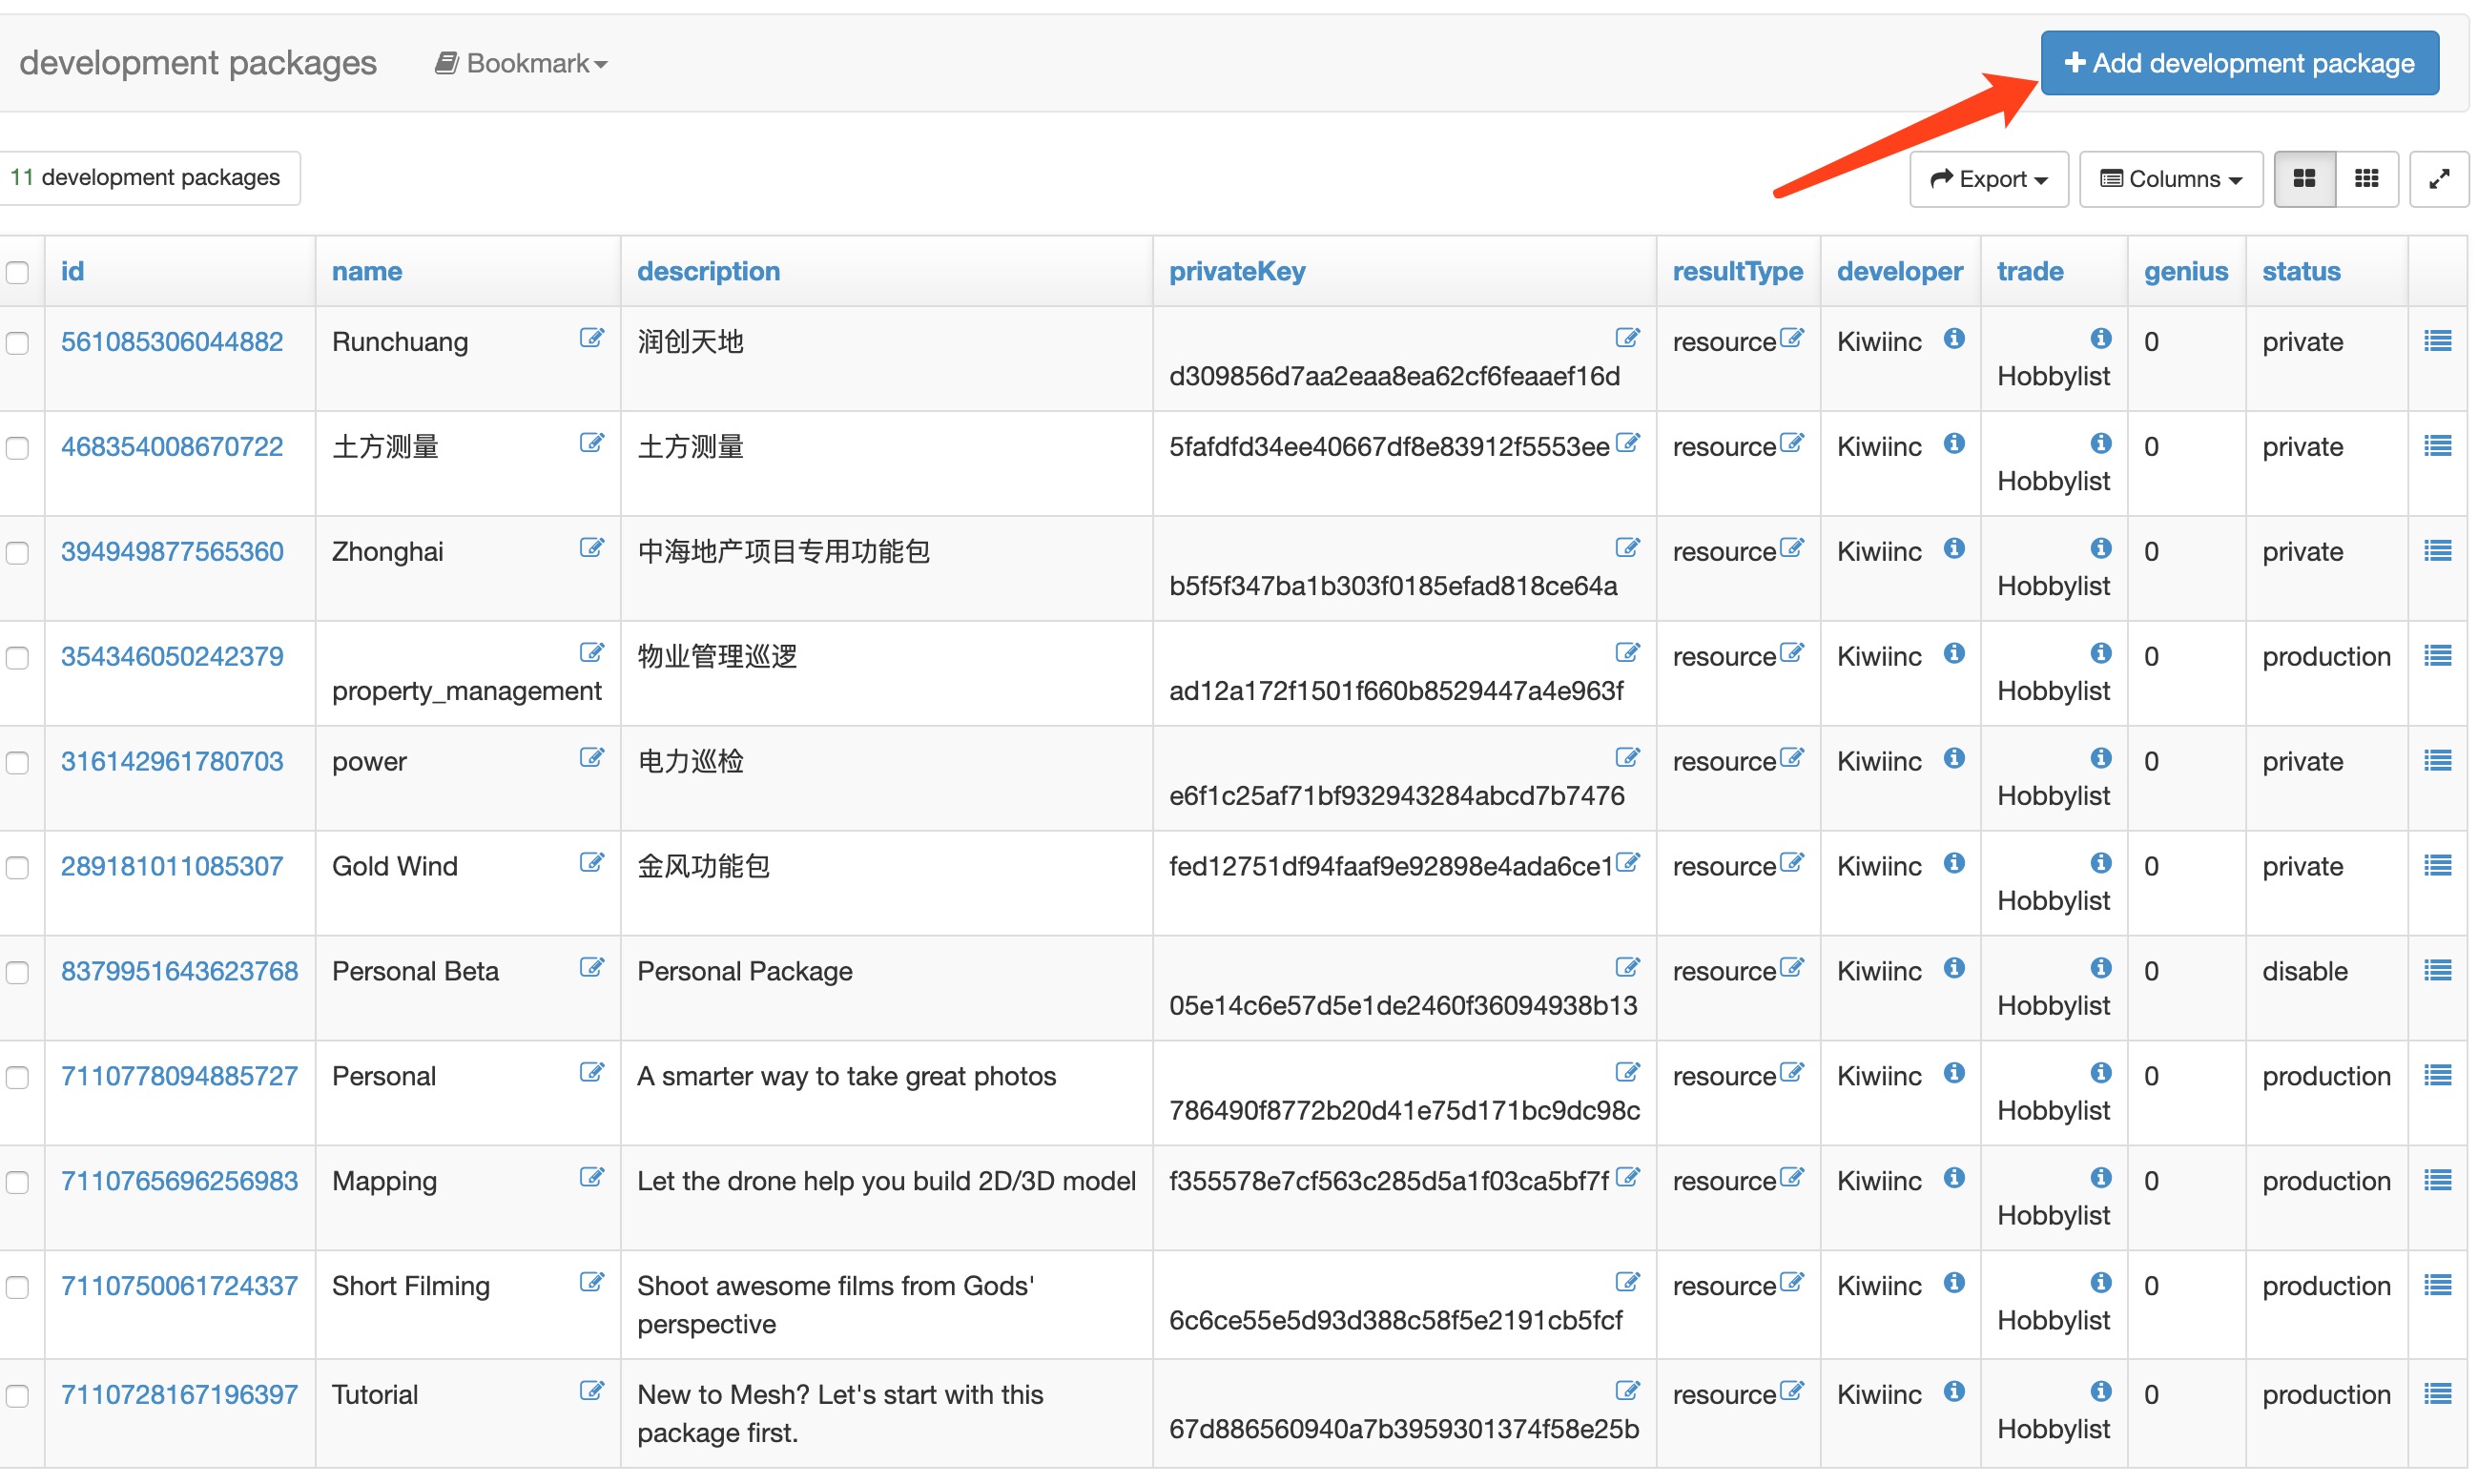 development packages Bookmark Add development package
11 development packages Export Columns
id name description privateKey resultType developer trade genius status
561085306044882 Runchuang 润创天地 resource Kiwiinc 0 private
d309856d7aa2eaa8ea62cf6feaaef16d Hobbylist
468354008670722 土方测量 土方测量 5fafdfd34ee40667df8e83912f5553ee resource Kiwiinc 0 private
Hobbylist
394949877565360 Zhonghai 中海地产项目专用功能包 resource Kiwiinc 0 private
b5f5f347ba1b303f0185efad818ce64a Hobbylist
354346050242379 物业管理巡逻 resource Kiwiinc 0 production
property_management ad12a172f1501f660b8529447a4e963f Hobbylist
316142961780703 power 电力巡检 resource Kiwiinc 0 private
e6f1c25af71bf932943284abcd7b7476 Hobbylist
289181011085307 Gold Wind 金风功能包 fed12751df94faaf9e92898e4ada6ce1 resource Kiwiinc 0 private
Hobbylist
8379951643623768 Personal Beta Personal Package resource Kiwiinc 0 disable
05e14c6e57d5e1de2460f36094938b13 Hobbylist
7110778094885727 Personal A smarter way to take great photos resource Kiwiinc 0 production
786490f8772b20d41e75d171bc9dc98c Hobbylist
7110765696256983 Mapping Let the drone help you build 2D/3D model f355578e7cf563c285d5a1f03ca5bf7f resource Kiwiinc 0 production
Hobbylist
7110750061724337 Short Filming Shoot awesome films from Gods' resource Kiwiinc 0 production
perspective 6c6ce55e5d93d388c58f5e2191cb5fcf Hobbylist
7110728167196397 Tutorial New to Mesh? Let's start with this resource Kiwiinc 0 production
package first. 67d886560940a7b3959301374f58e25b Hobbylist